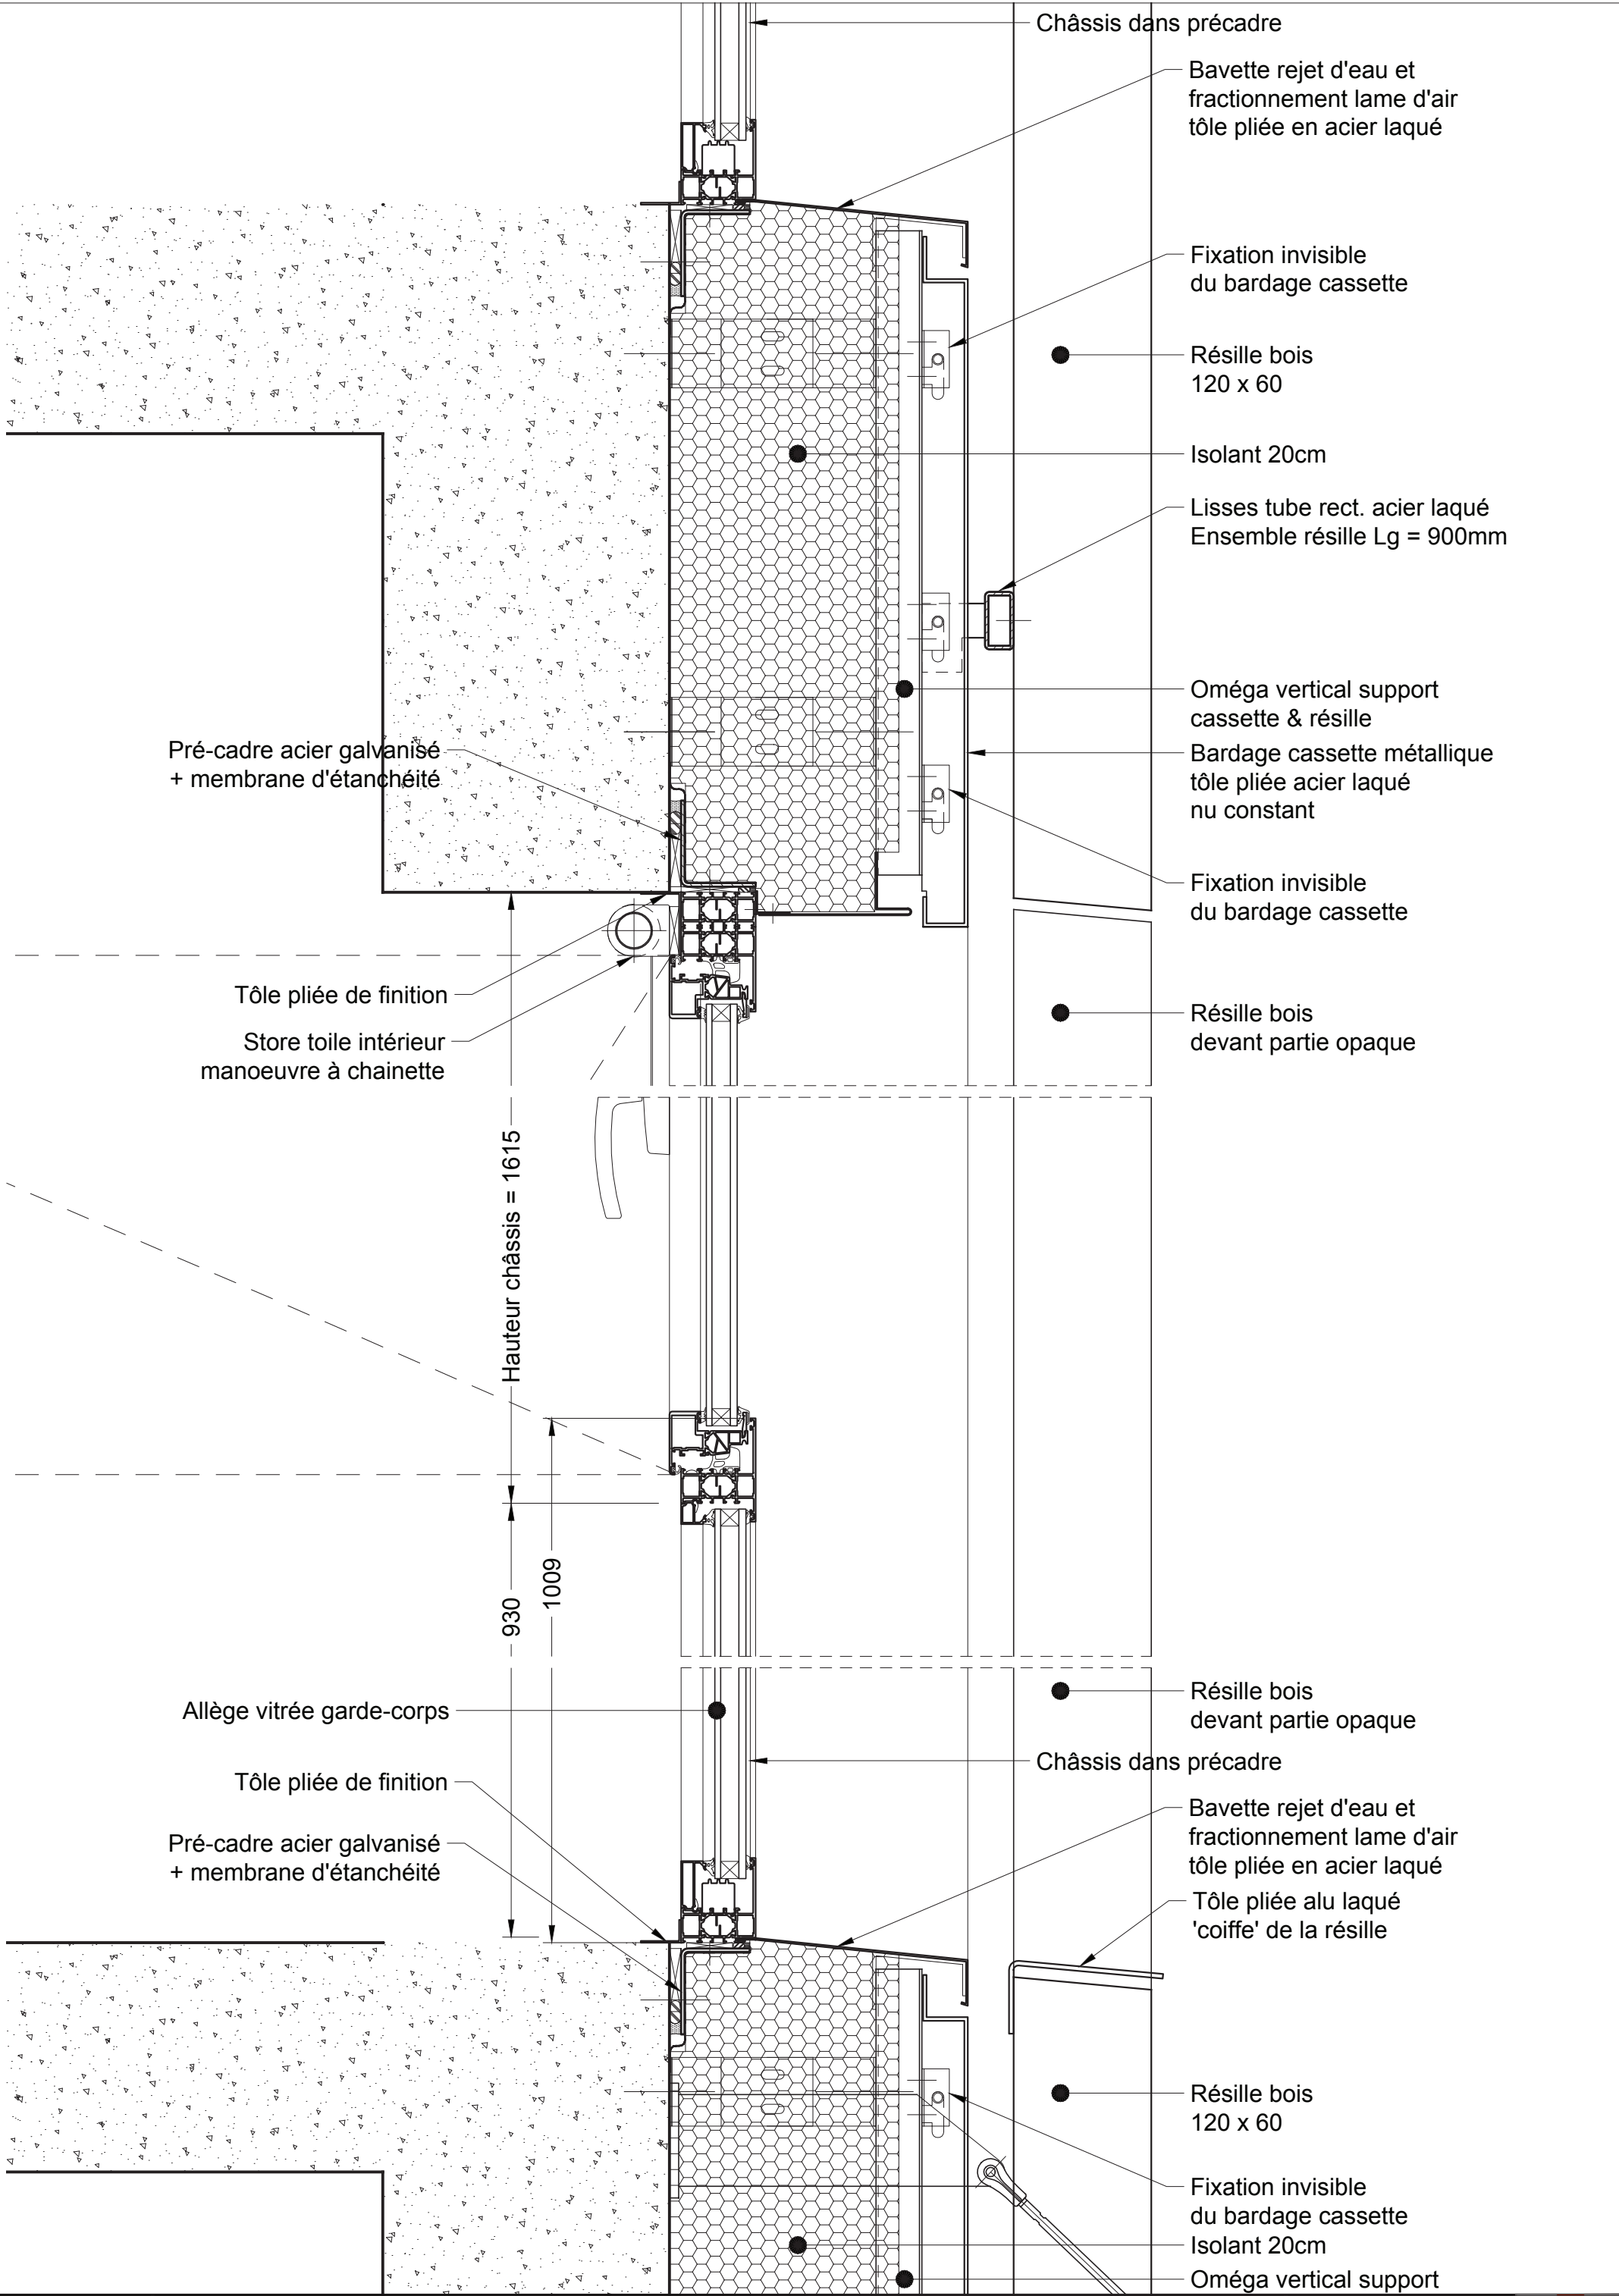 Châssis dans précadre
Bavette rejet d'eau et
fractionnement lame d'air
tôle pliée en acier laqué
Fixation invisible
du bardage cassette
Résille bois
120 x 60
Isolant 20cm
Lisses tube rect. acier laqué
Ensemble résille Lg = 900mm
Oméga vertical support
cassette & résille
Pré-cadre acier galvanisé
+ membrane d'étanchéité
Bardage cassette métallique
tôle pliée acier laqué
nu constant
Fixation invisible
du bardage cassette
Tôle pliée de finition
Store toile intérieur
manoeuvre à chainette
Résille bois
devant partie opaque
Hauteur châssis = 1615
1009
930
Allège vitrée garde-corps
Résille bois
devant partie opaque
Châssis dans précadre
Tôle pliée de finition
Bavette rejet d'eau et
fractionnement lame d'air
tôle pliée en acier laqué
Pré-cadre acier galvanisé
+ membrane d'étanchéité
Tôle pliée alu laqué
'coiffe' de la résille
Résille bois
120 x 60
Fixation invisible
du bardage cassette
Isolant 20cm
Oméga vertical support